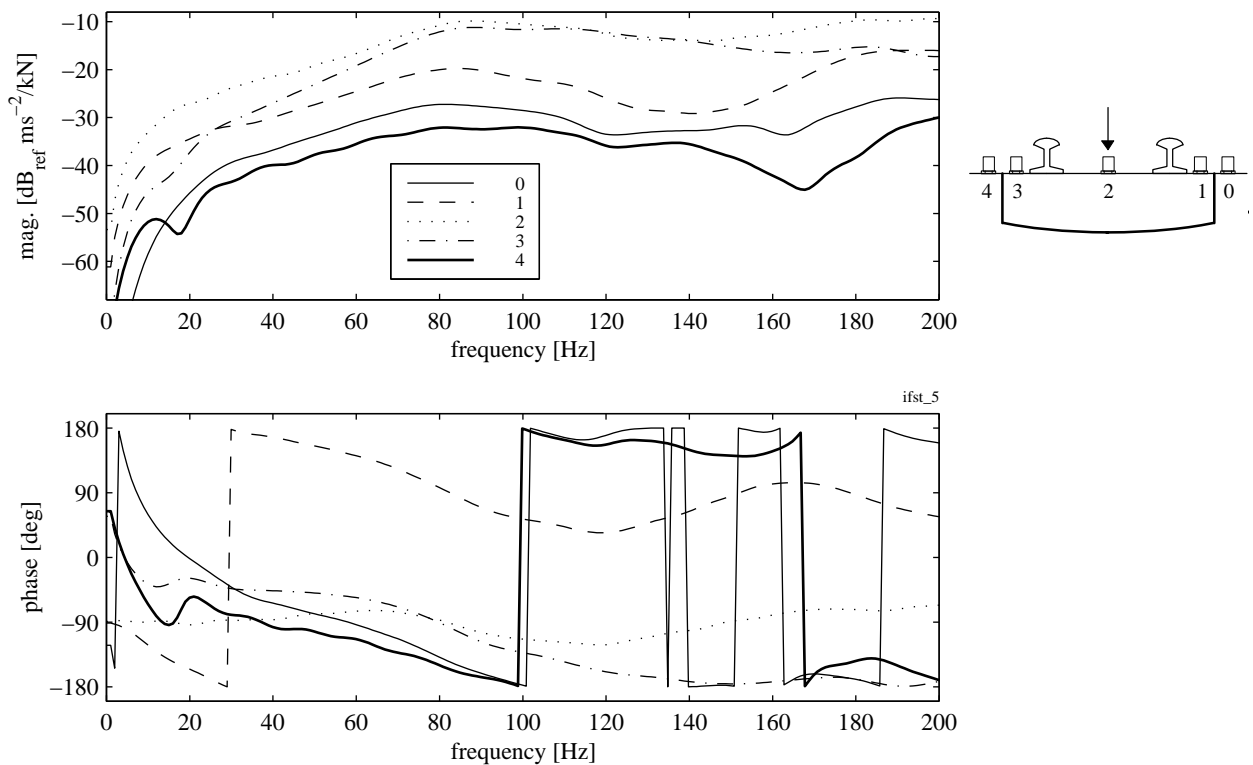 −10
−20
−30
−40
−50
−60
mag. [dB_ref ms⁻²/kN]
0 20 40 60 80 100 120 140 160 180 200
frequency [Hz]
0
1
2
3
4
4 3 2 1 0
ifst_5
180
90
0
−90
−180
phase [deg]
0 20 40 60 80 100 120 140 160 180 200
frequency [Hz]